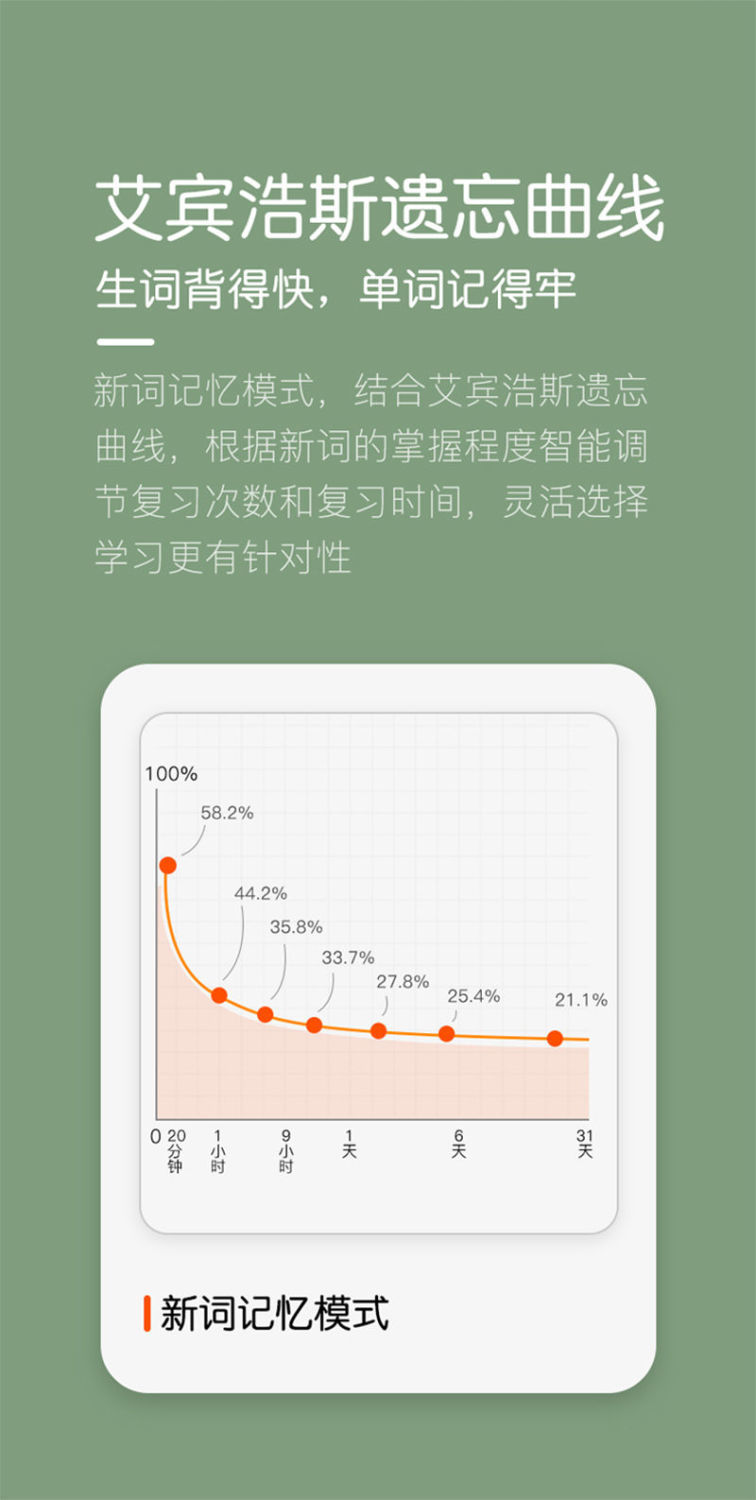 艾宾浩斯遗忘曲线
生词背得快，单词记得牢
新词记忆模式，结合艾宾浩斯遗忘
曲线，根据新词的掌握程度智能调
节复习次数和复习时间，灵活选择
学习更有针对性
100%
58.2%
44.2%
35.8%
33.7%
27.8%
25.4%
21.1%
0
20分钟
1小时
9小时
1天
6天
31天
新词记忆模式